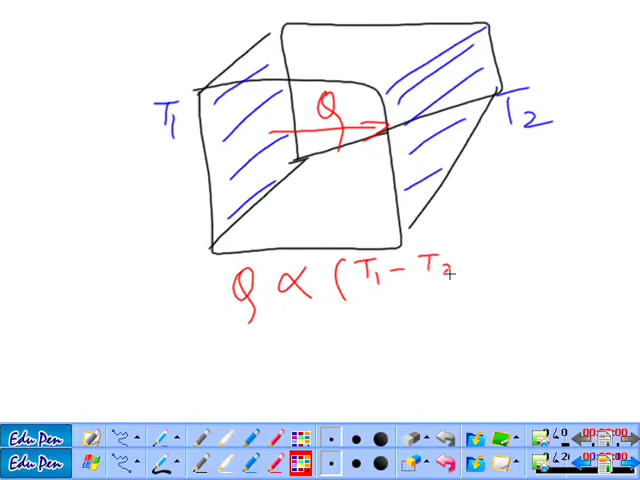 Q
T1
T2
Q ∝ (T1 - T2
Edu Pen
Edu Pen